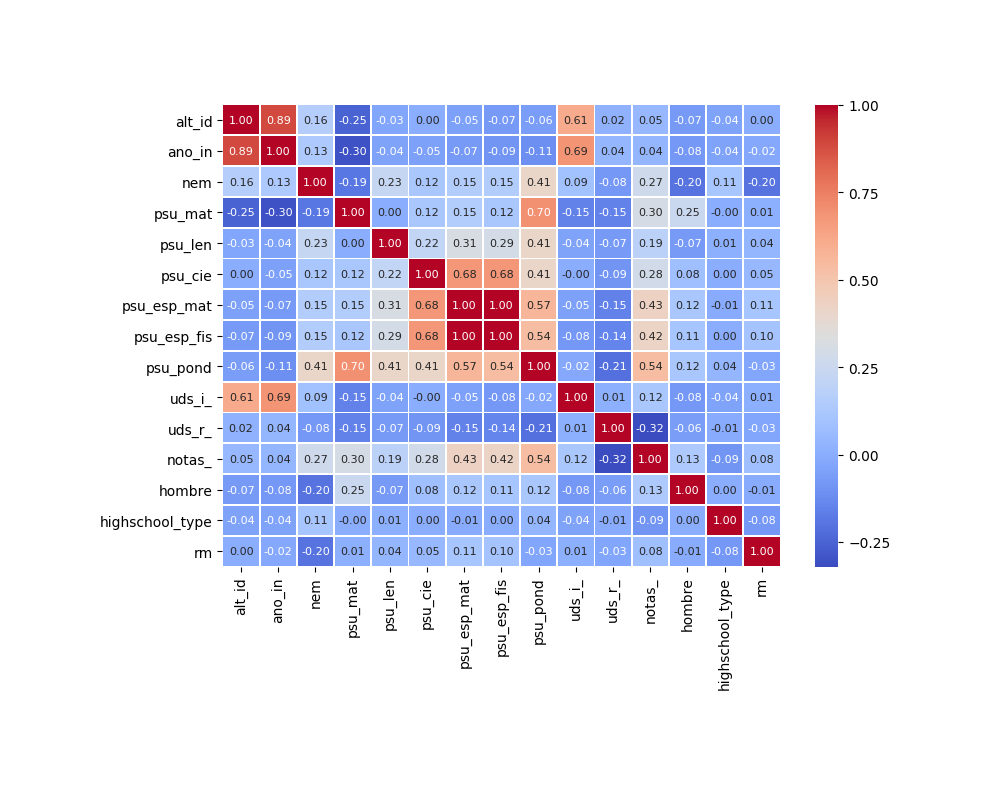 alt_id 1.00 0.89 0.16 -0.25 -0.03 0.00 -0.05 -0.07 -0.06 0.61 0.02 0.05 -0.07 -0.04 0.00
ano_in 0.89 1.00 0.13 -0.30 -0.04 -0.05 -0.07 -0.09 -0.11 0.69 0.04 0.04 -0.08 -0.04 -0.02
nem 0.16 0.13 1.00 -0.19 0.23 0.12 0.15 0.15 0.41 0.09 -0.08 0.27 -0.20 0.11 -0.20
psu_mat -0.25 -0.30 -0.19 1.00 0.00 0.12 0.15 0.12 0.70 -0.15 -0.15 0.30 0.25 -0.00 0.01
psu_len -0.03 -0.04 0.23 0.00 1.00 0.22 0.31 0.29 0.41 -0.04 -0.07 0.19 -0.07 0.01 0.04
psu_cie 0.00 -0.05 0.12 0.12 0.22 1.00 0.68 0.68 0.41 -0.00 -0.09 0.28 0.08 0.00 0.05
psu_esp_mat -0.05 -0.07 0.15 0.15 0.31 0.68 1.00 1.00 0.57 -0.05 -0.15 0.43 0.12 -0.01 0.11
psu_esp_fis -0.07 -0.09 0.15 0.12 0.29 0.68 1.00 1.00 0.54 -0.08 -0.14 0.42 0.11 0.00 0.10
psu_pond -0.06 -0.11 0.41 0.70 0.41 0.41 0.57 0.54 1.00 -0.02 -0.21 0.54 0.12 0.04 -0.03
uds_i_ 0.61 0.69 0.09 -0.15 -0.04 -0.00 -0.05 -0.08 -0.02 1.00 0.01 0.12 -0.08 -0.04 0.01
uds_r_ 0.02 0.04 -0.08 -0.15 -0.07 -0.09 -0.15 -0.14 -0.21 0.01 1.00 -0.32 -0.06 -0.01 -0.03
notas_ 0.05 0.04 0.27 0.30 0.19 0.28 0.43 0.42 0.54 0.12 -0.32 1.00 0.13 -0.09 0.08
hombre -0.07 -0.08 -0.20 0.25 -0.07 0.08 0.12 0.11 0.12 -0.08 -0.06 0.13 1.00 0.00 -0.01
highschool_type -0.04 -0.04 0.11 -0.00 0.01 0.00 -0.01 0.00 0.04 -0.04 -0.01 -0.09 0.00 1.00 -0.08
rm 0.00 -0.02 -0.20 0.01 0.04 0.05 0.11 0.10 -0.03 0.01 -0.03 0.08 -0.01 -0.08 1.00
alt_id
ano_in
nem
psu_mat
psu_len
psu_cie
psu_esp_mat
psu_esp_fis
psu_pond
uds_i_
uds_r_
notas_
hombre
highschool_type
rm
1.00
0.75
0.50
0.25
0.00
−0.25